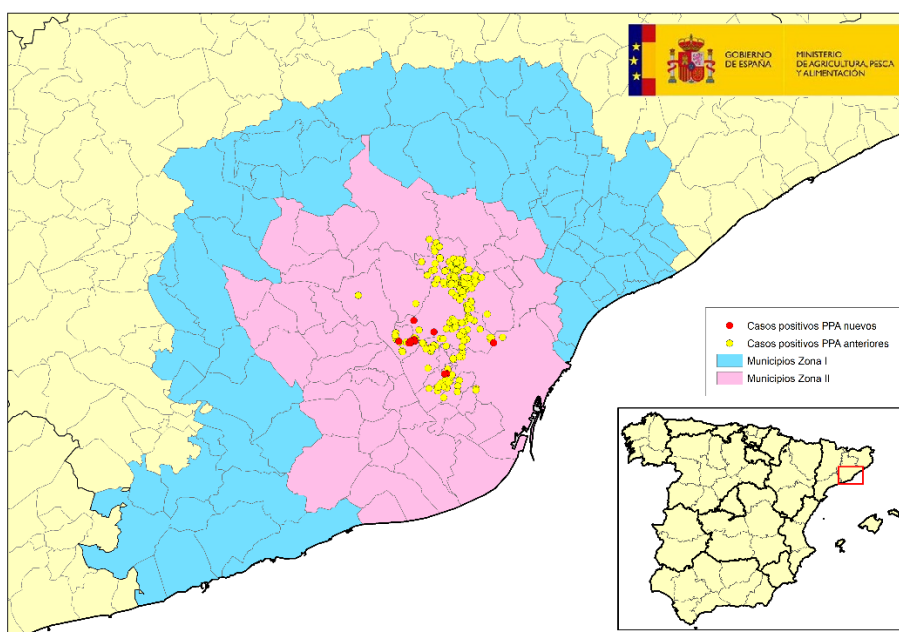 GOBIERNO
DE ESPAÑA
MINISTERIO
DE AGRICULTURA, PESCA
Y ALIMENTACIÓN
Casos positivos PPA nuevos
Casos positivos PPA anteriores
Municipios Zona I
Municipios Zona II